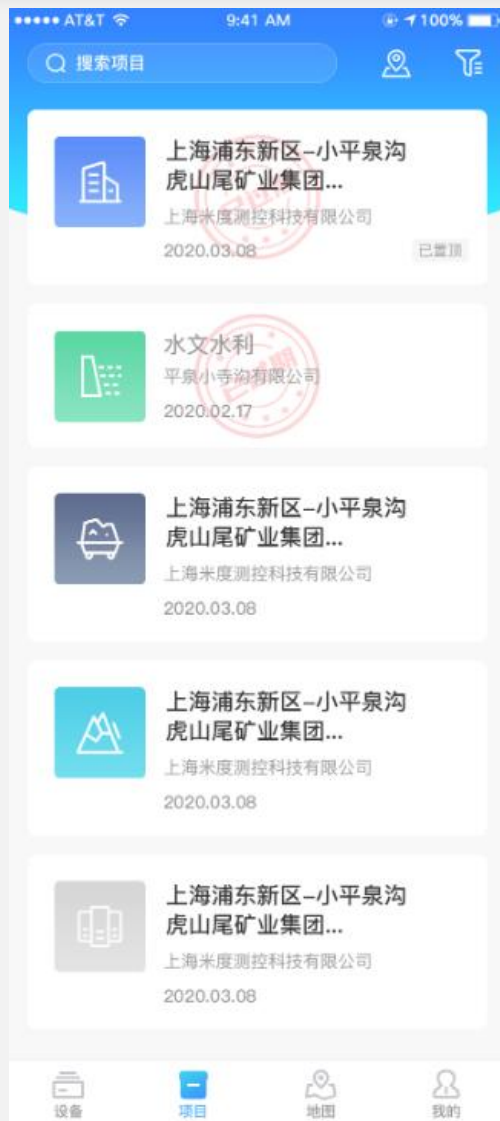 AT&T 9:41 AM 100%
搜索项目
上海浦东新区-小平泉沟
虎山尾矿业集团...
上海米度测控科技有限公司
2020.03.08
已置顶
水文水利
平泉小寺沟有限公司
2020.02.17
上海浦东新区-小平泉沟
虎山尾矿业集团...
上海米度测控科技有限公司
2020.03.08
上海浦东新区-小平泉沟
虎山尾矿业集团...
上海米度测控科技有限公司
2020.03.08
上海浦东新区-小平泉沟
虎山尾矿业集团...
上海米度测控科技有限公司
2020.03.08
设备
项目
地图
我的